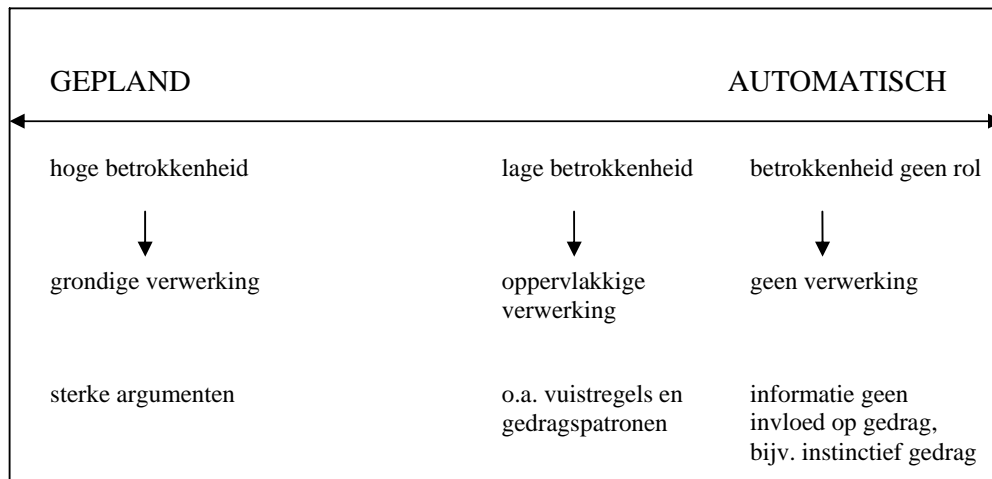 GEPLAND AUTOMATISCH
hoge betrokkenheid lage betrokkenheid betrokkenheid geen rol
grondige verwerking oppervlakkige geen verwerking
verwerking
sterke argumenten o.a. vuistregels en informatie geen
gedragspatronen invloed op gedrag,
bijv. instinctief gedrag